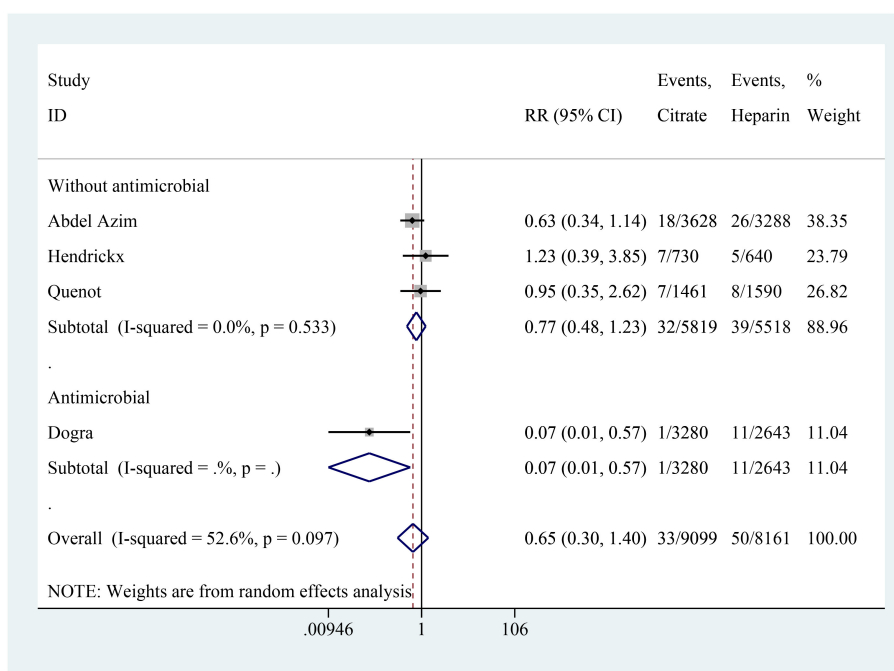 Study Events, Events, %
ID RR (95% CI) Citrate Heparin Weight
Without antimicrobial
Abdel Azim 0.63 (0.34, 1.14) 18/3628 26/3288 38.35
Hendrickx 1.23 (0.39, 3.85) 7/730 5/640 23.79
Quenot 0.95 (0.35, 2.62) 7/1461 8/1590 26.82
Subtotal (I-squared = 0.0%, p = 0.533) 0.77 (0.48, 1.23) 32/5819 39/5518 88.96
.
Antimicrobial
Dogra 0.07 (0.01, 0.57) 1/3280 11/2643 11.04
Subtotal (I-squared = .%, p = .) 0.07 (0.01, 0.57) 1/3280 11/2643 11.04
.
Overall (I-squared = 52.6%, p = 0.097) 0.65 (0.30, 1.40) 33/9099 50/8161 100.00
NOTE: Weights are from random effects analysis
.00946 1 106